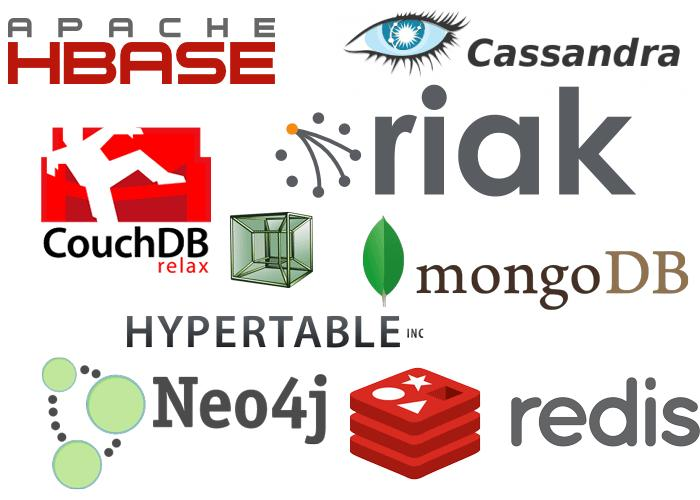 APACHE
HBASE
Cassandra
riak
CouchDB
relax
mongoDB
HYPERTABLE INC
Neo4j
redis